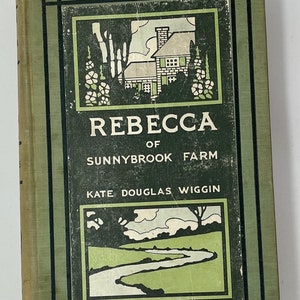 REBECCA
OF
SUNNYBROOK FARM
KATE DOUGLAS WIGGIN